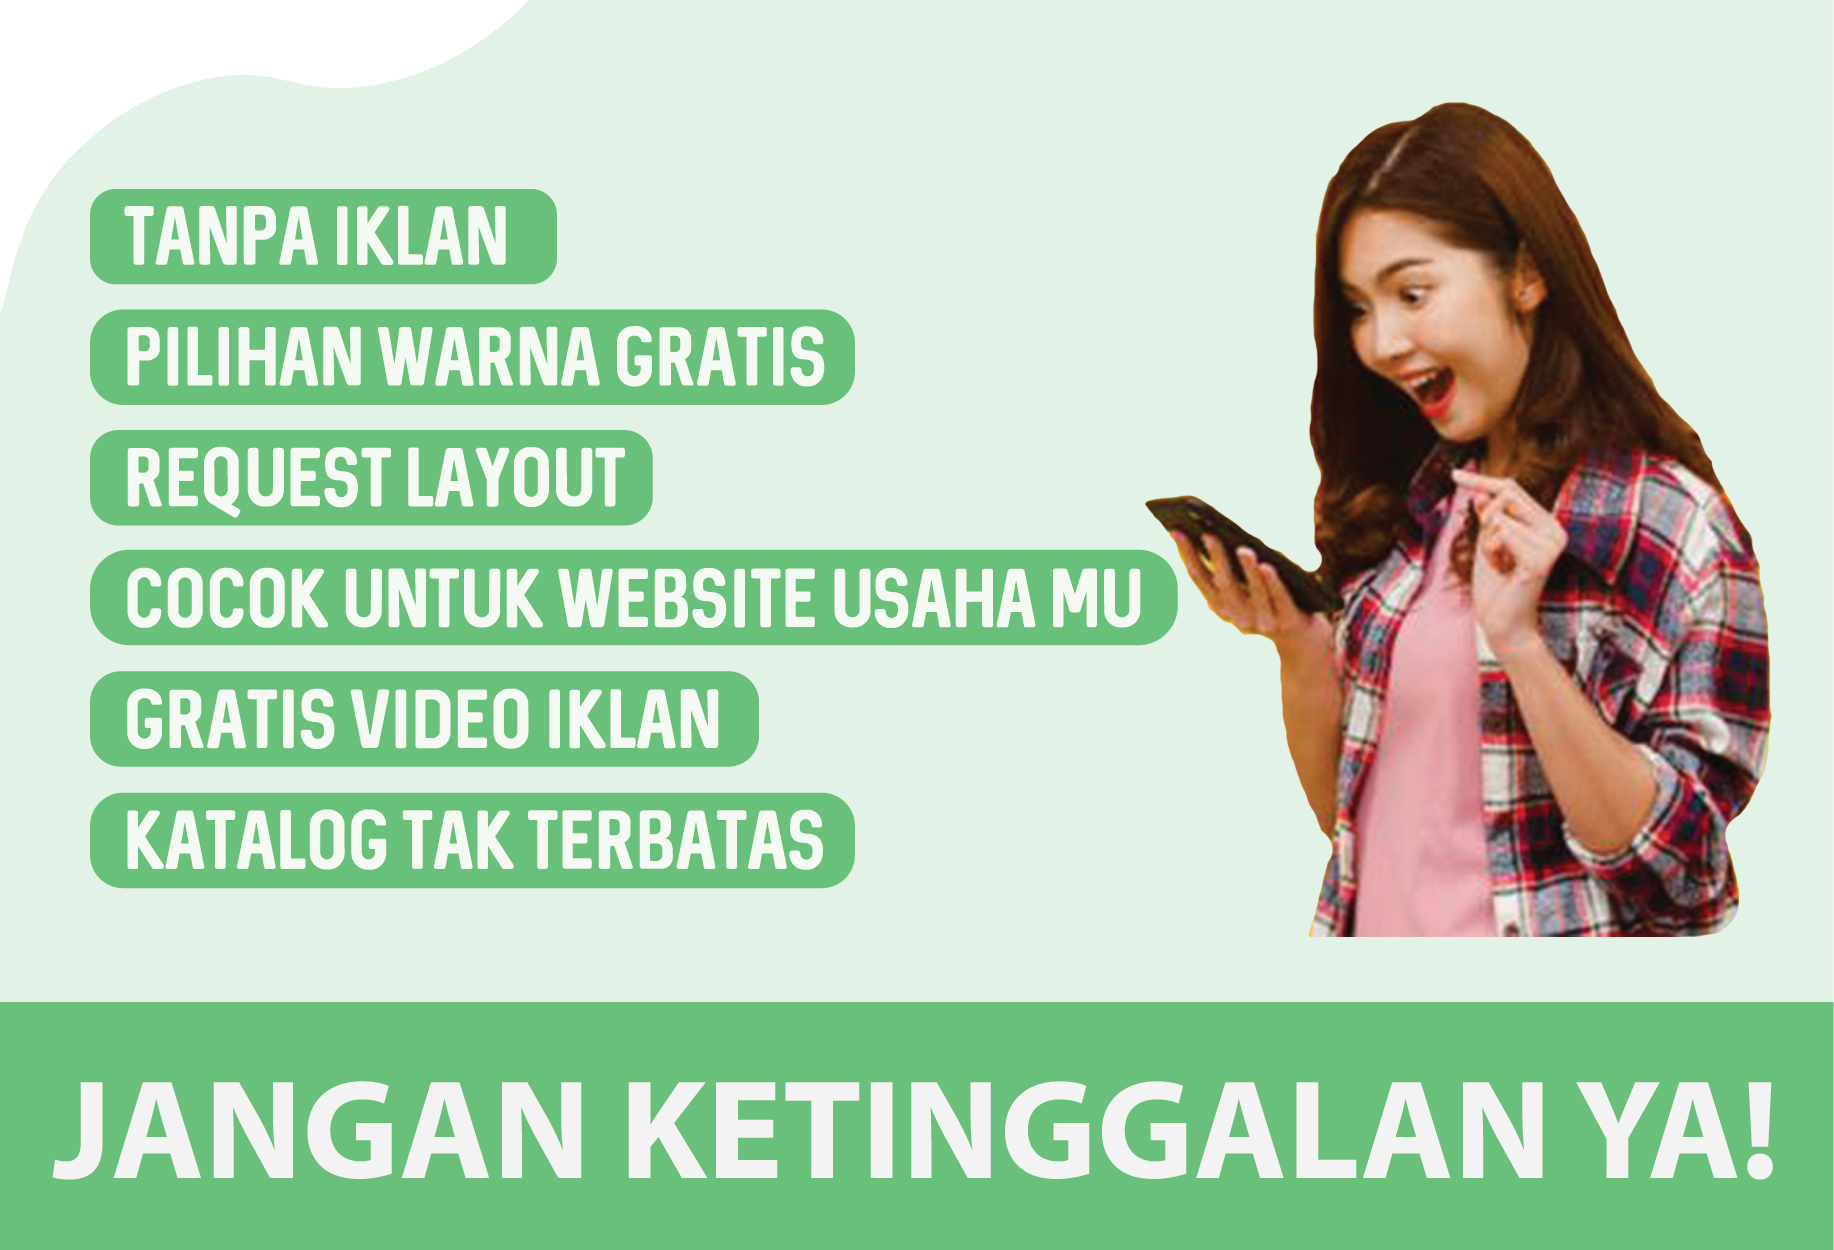 TANPA IKLAN
PILIHAN WARNA GRATIS
REQUEST LAYOUT
COCOK UNTUK WEBSITE USAHA MU
GRATIS VIDEO IKLAN
KATALOG TAK TERBATAS
JANGAN KETINGGALAN YA!